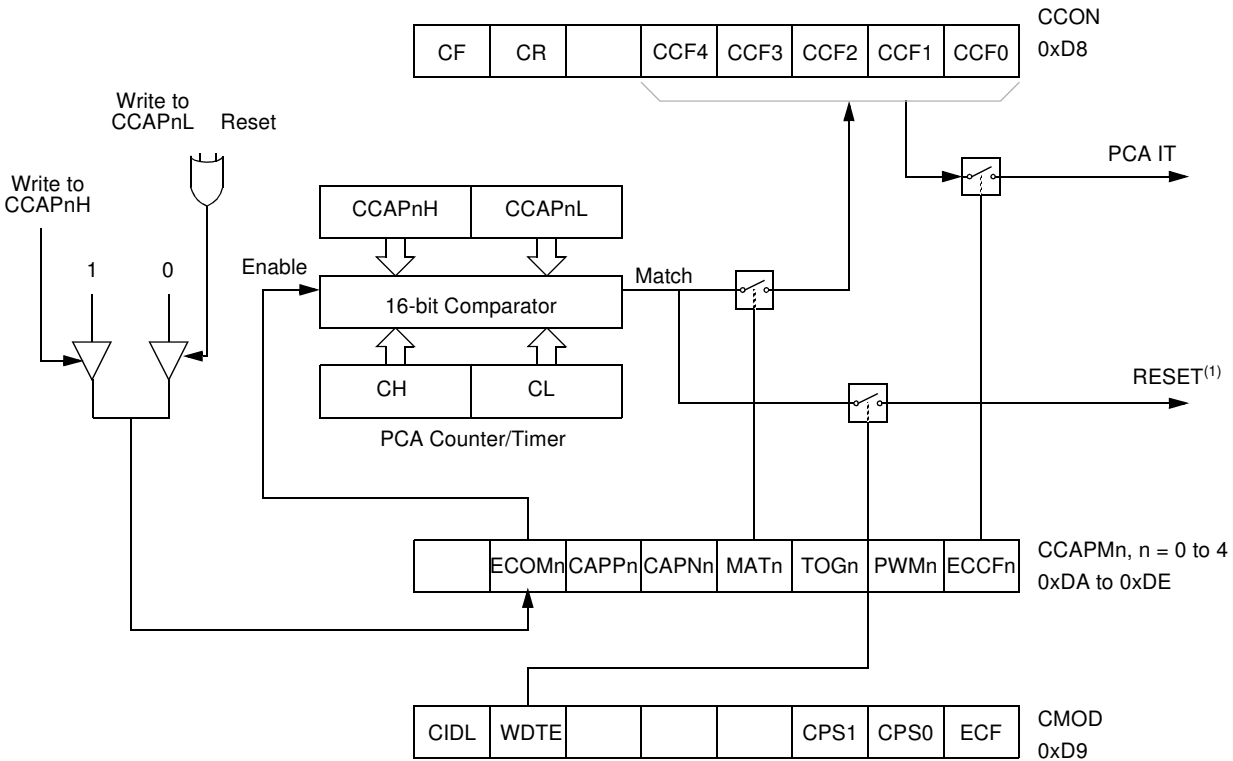 CCON
CF CR CCF4 CCF3 CCF2 CCF1 CCF0
0xD8
Write to
CCAPnL Reset
PCA IT
Write to
CCAPnH
CCAPnH CCAPnL
1 0 Enable
Match
16-bit Comparator
RESET(1)
CH CL
PCA Counter/Timer
ECOMn CAPPn CAPNn MATn TOGn PWMn ECCFn
CCAPMn, n = 0 to 4
0xDA to 0xDE
CIDL WDTE CPS1 CPS0 ECF
CMOD
0xD9